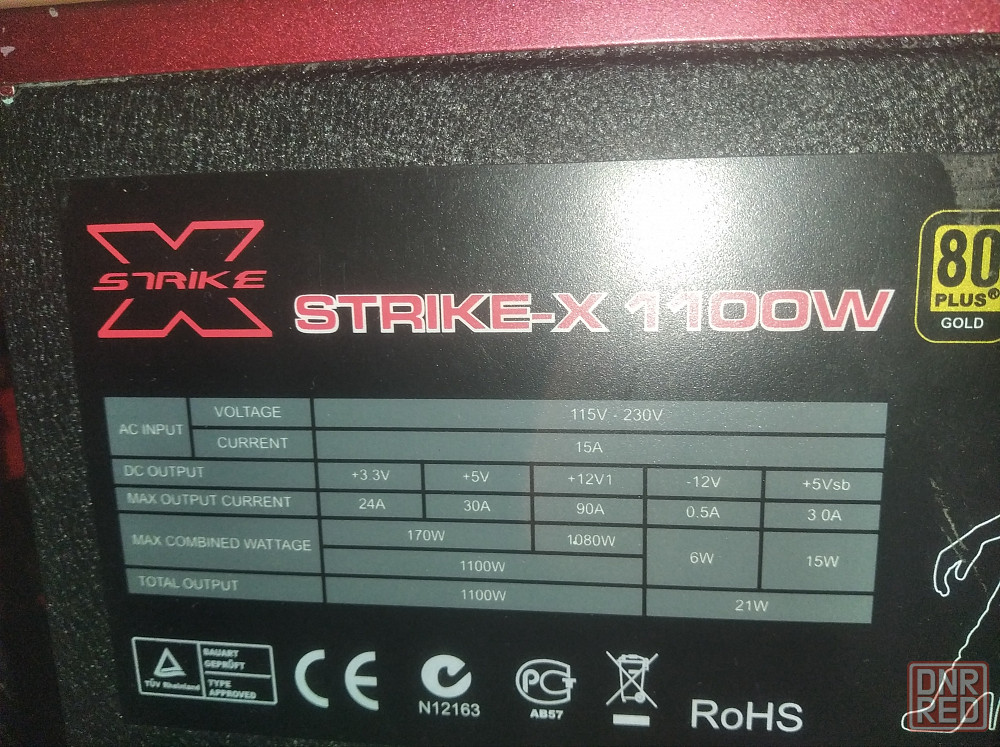 STRIKE
STRIKE-X 1100W
80
PLUS®
GOLD
AC INPUT
VOLTAGE
115V - 230V
CURRENT
15A
DC OUTPUT
+3.3V
+5V
+12V1
-12V
+5Vsb
MAX OUTPUT CURRENT
24A
30A
90A
0.5A
3.0A
MAX COMBINED WATTAGE
170W
1080W
6W
15W
1100W
TOTAL OUTPUT
1100W
21W
TÜV Rheinland
BAUART
GEPRÜFT
TYPE
APPROVED
CE
N12163
PCT
AB57
RoHS
DNR
RED